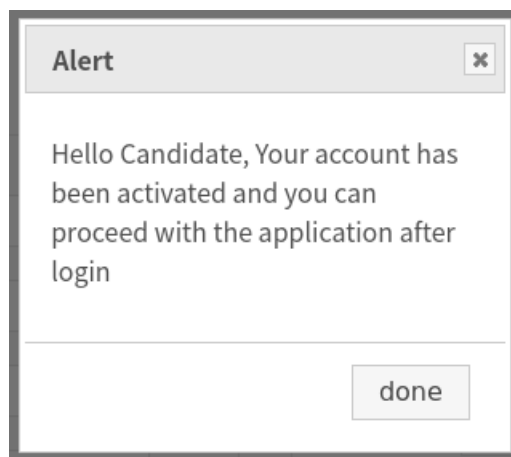 Alert
Hello Candidate, Your account has
been activated and you can
proceed with the application after
login
done